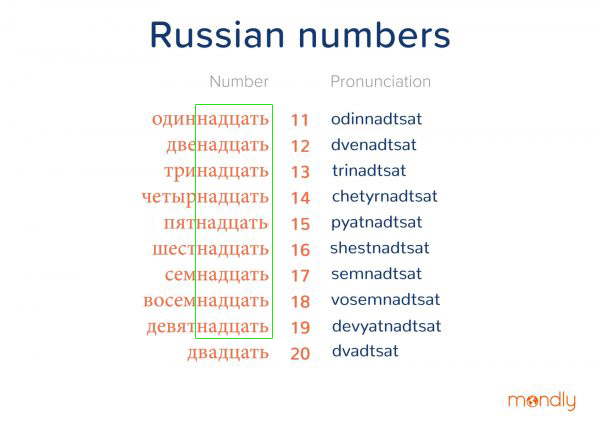 Russian numbers
Number Pronunciation
одиннадцать 11 odinnadtsat
двенадцать 12 dvenadtsat
тринадцать 13 trinadtsat
четырнадцать 14 chetyrnadtsat
пятнадцать 15 pyatnadtsat
шестнадцать 16 shestnadtsat
семнадцать 17 semnadtsat
восемнадцать 18 vosemnadtsat
девятнадцать 19 devyatnadtsat
двадцать 20 dvadtsat
mondly